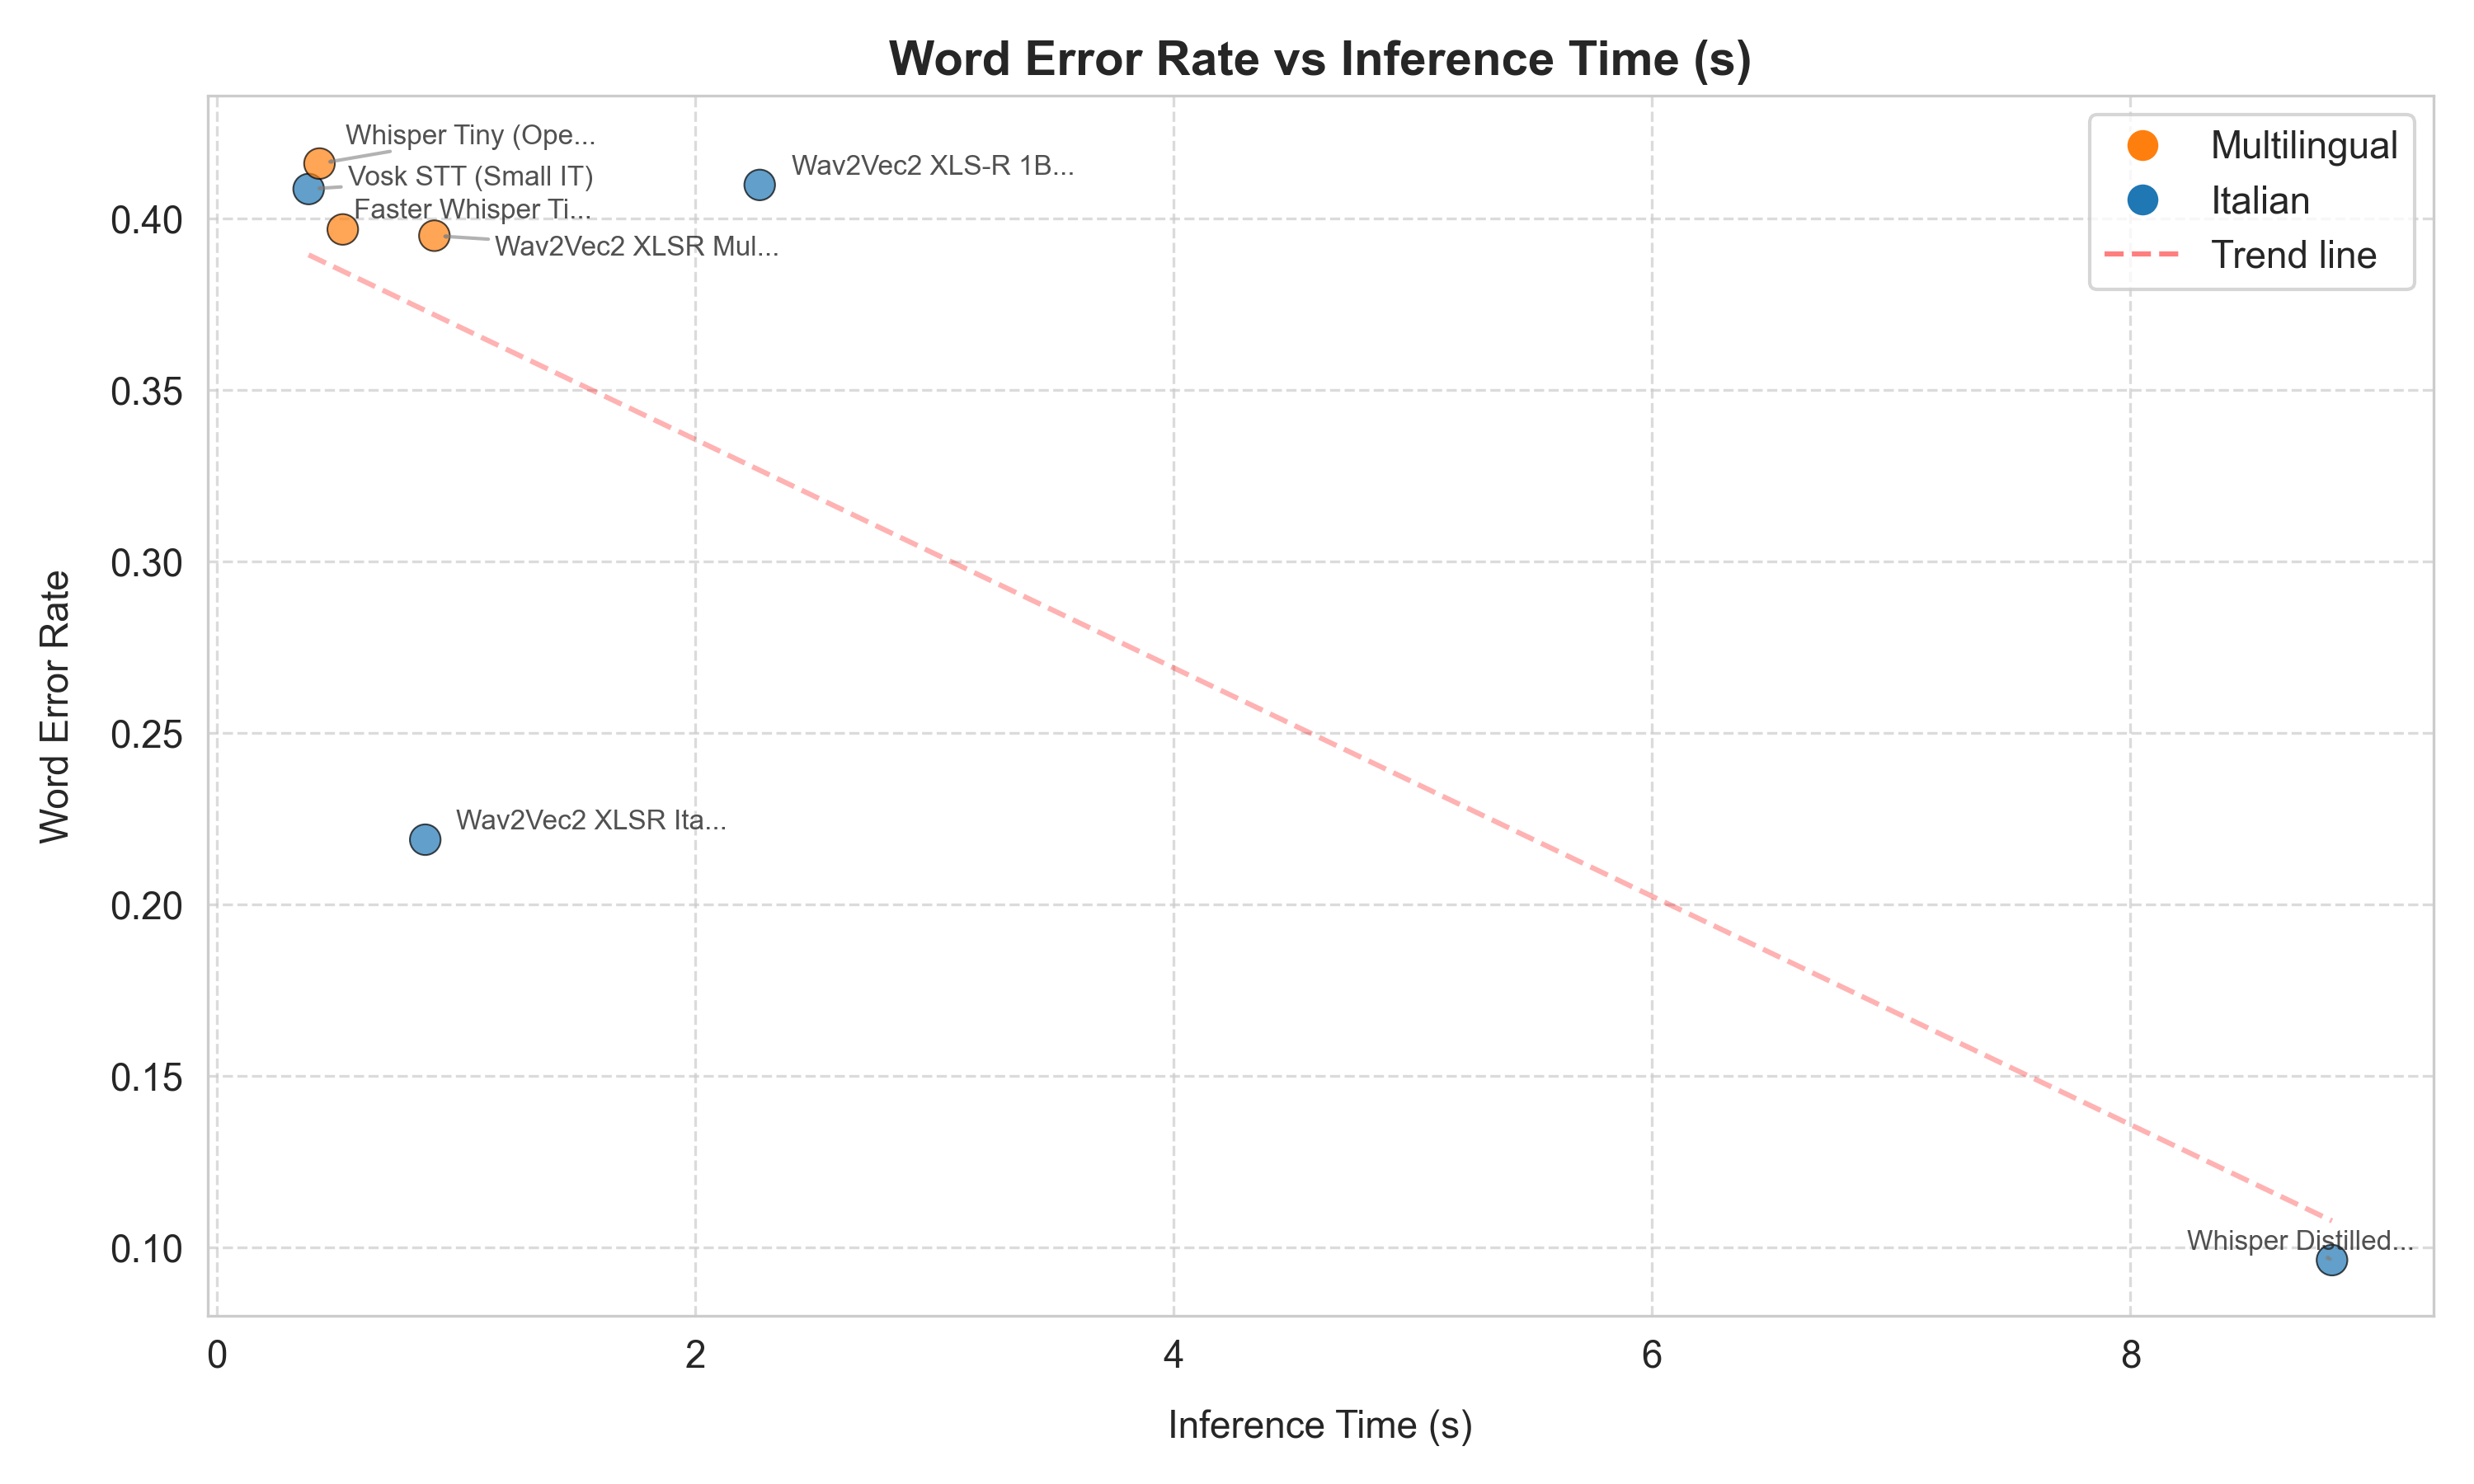 Word Error Rate vs Inference Time (s)
Whisper Tiny (Ope...
Vosk STT (Small IT)
Faster Whisper Ti...
Wav2Vec2 XLSR Mul...
Wav2Vec2 XLS-R 1B...
Multilingual
Italian
Trend line
0.40
0.35
0.30
0.25
0.20
0.15
0.10
Word Error Rate
Wav2Vec2 XLSR Ita...
Whisper Distilled...
0
2
4
6
8
Inference Time (s)